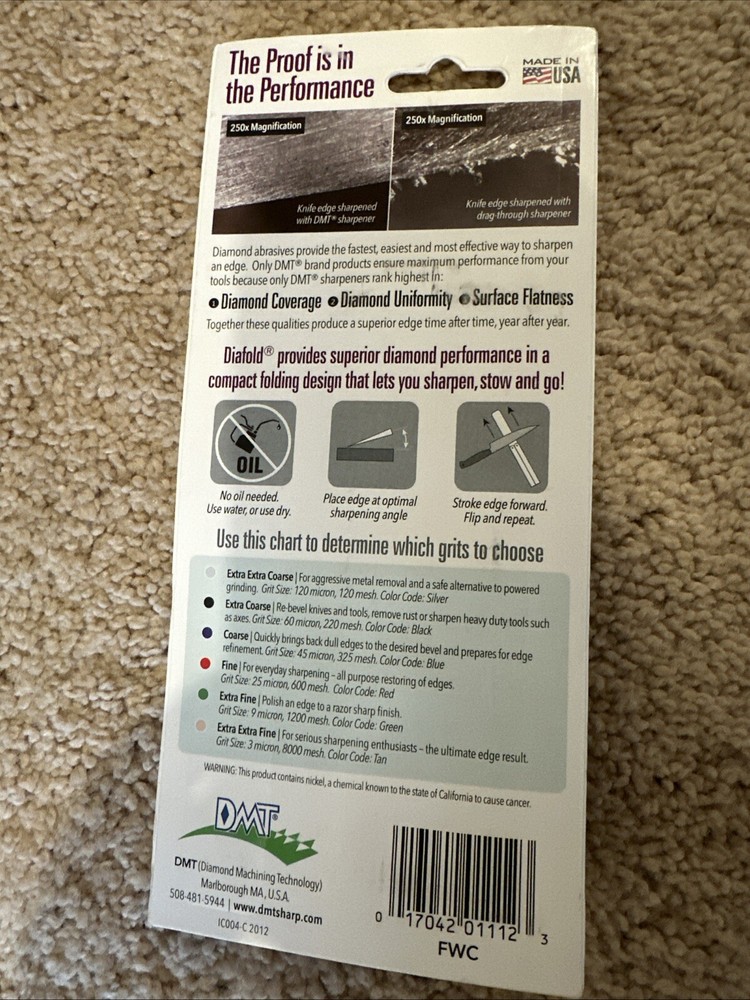 The Proof is in
the Performance
MADE IN
USA
250x Magnification
250x Magnification
Knife edge sharpened
with DMT® sharpener
Knife edge sharpened with
drag-through sharpener
Diamond abrasives provide the fastest, easiest and most effective way to sharpen
an edge. Only DMT® brand products ensure maximum performance from your
tools because only DMT® sharpeners rank highest in:
❶ Diamond Coverage ❷ Diamond Uniformity ❸ Surface Flatness
Together these qualities produce a superior edge time after time, year after year.
Diafold® provides superior diamond performance in a
compact folding design that lets you sharpen, stow and go!
OIL
No oil needed.
Use water, or use dry.
Place edge at optimal
sharpening angle
Stroke edge forward.
Flip and repeat.
Use this chart to determine which grits to choose
Extra Extra Coarse | For aggressive metal removal and a safe alternative to powered
grinding. Grit Size: 120 micron, 120 mesh. Color Code: Silver
Extra Coarse | Re-bevel knives and tools, remove rust or sharpen heavy duty tools such
as axes. Grit Size: 60 micron, 220 mesh. Color Code: Black
Coarse | Quickly brings back dull edges to the desired bevel and prepares for edge
refinement. Grit Size: 45 micron, 325 mesh. Color Code: Blue
Fine | For everyday sharpening – all purpose restoring of edges.
Grit Size: 25 micron, 600 mesh. Color Code: Red
Extra Fine | Polish an edge to a razor sharp finish.
Grit Size: 9 micron, 1200 mesh. Color Code: Green
Extra Extra Fine | For serious sharpening enthusiasts – the ultimate edge result.
Grit Size: 3 micron, 8000 mesh. Color Code: Tan
WARNING: This product contains nickel, a chemical known to the state of California to cause cancer.
DMT®
DMT (Diamond Machining Technology)
Marlborough MA, U.S.A.
508-481-5944 | www.dmtsharp.com
IC004-C 2012
0 17042 01112 3
FWC